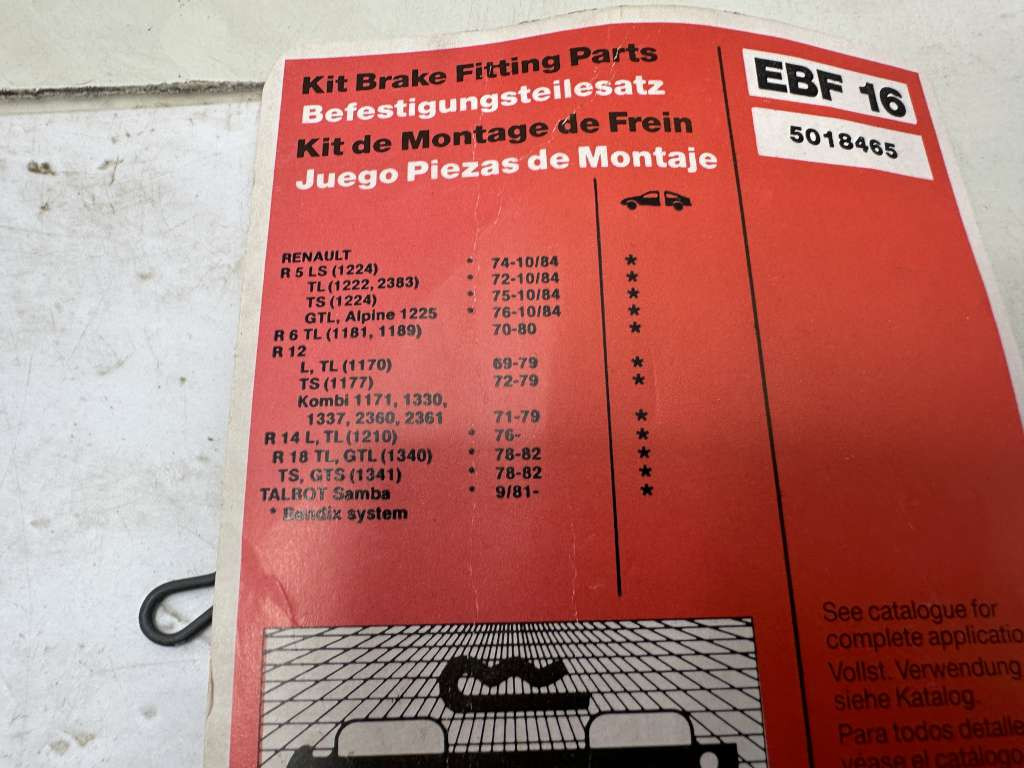 Kit Brake Fitting Parts
Befestigungsteilesatz
Kit de Montage de Frein
Juego Piezas de Montaje
EBF 16
5018465
RENAULT
R 5 LS (1224) * 74-10/84 *
TL (1222, 2383) * 72-10/84 *
TS (1224) * 75-10/84 *
GTL, Alpine 1225 * 76-10/84 *
R 6 TL (1181, 1189) 70-80 *
R 12
L, TL (1170) 69-79 *
TS (1177) 72-79 *
Kombi 1171, 1330,
1337, 2360, 2361 71-79 *
R 14 L, TL (1210) * 76- *
R 18 TL, GTL (1340) * 78-82 *
TS, GTS (1341) * 78-82 *
TALBOT Samba * 9/81- *
* Bendix system
See catalogue for
complete applicatio
Vollst. Verwendung
siehe Katalog.
Para todos detalle
véase el catálogo